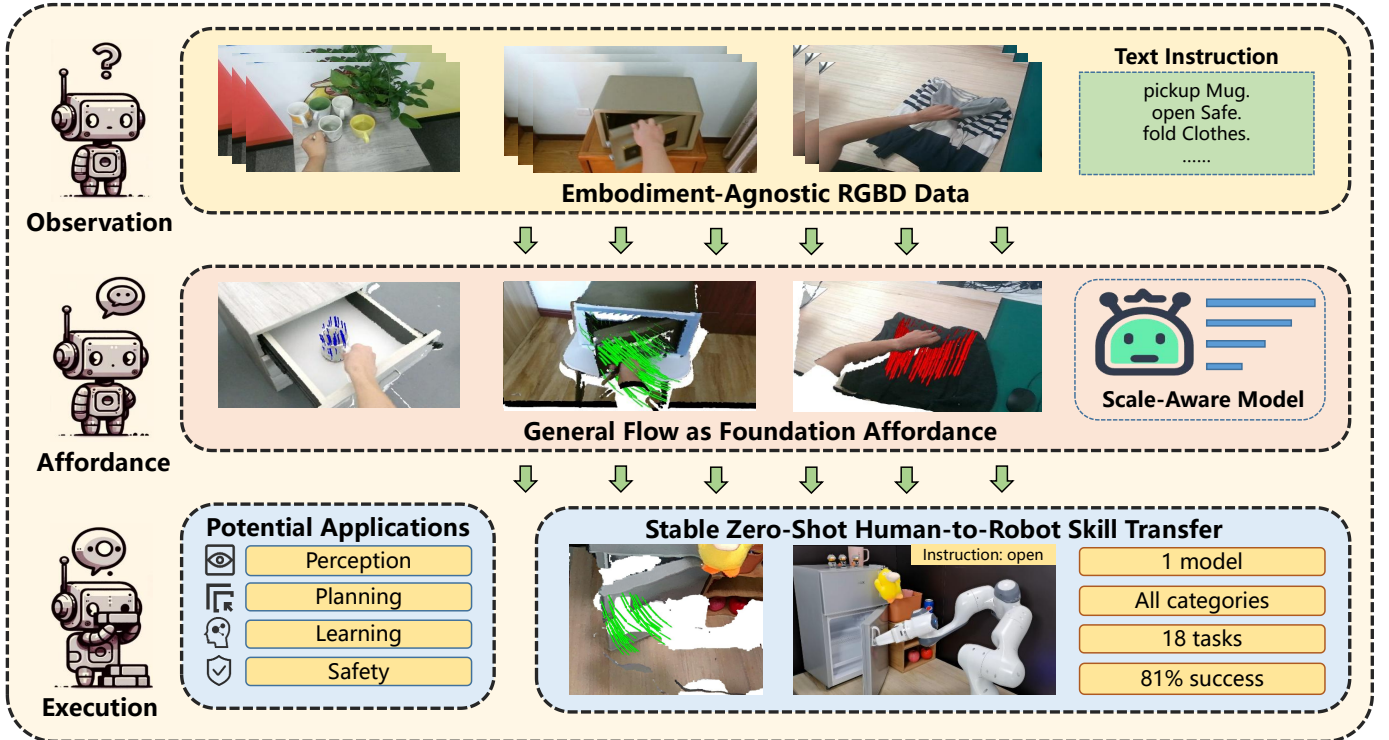 Text Instruction
pickup Mug.
open Safe.
fold Clothes.
......
Embodiment-Agnostic RGBD Data
Observation
Scale-Aware Model
General Flow as Foundation Affordance
Affordance
Potential Applications
Perception
Planning
Learning
Safety
Stable Zero-Shot Human-to-Robot Skill Transfer
Instruction: open
1 model
All categories
18 tasks
81% success
Execution